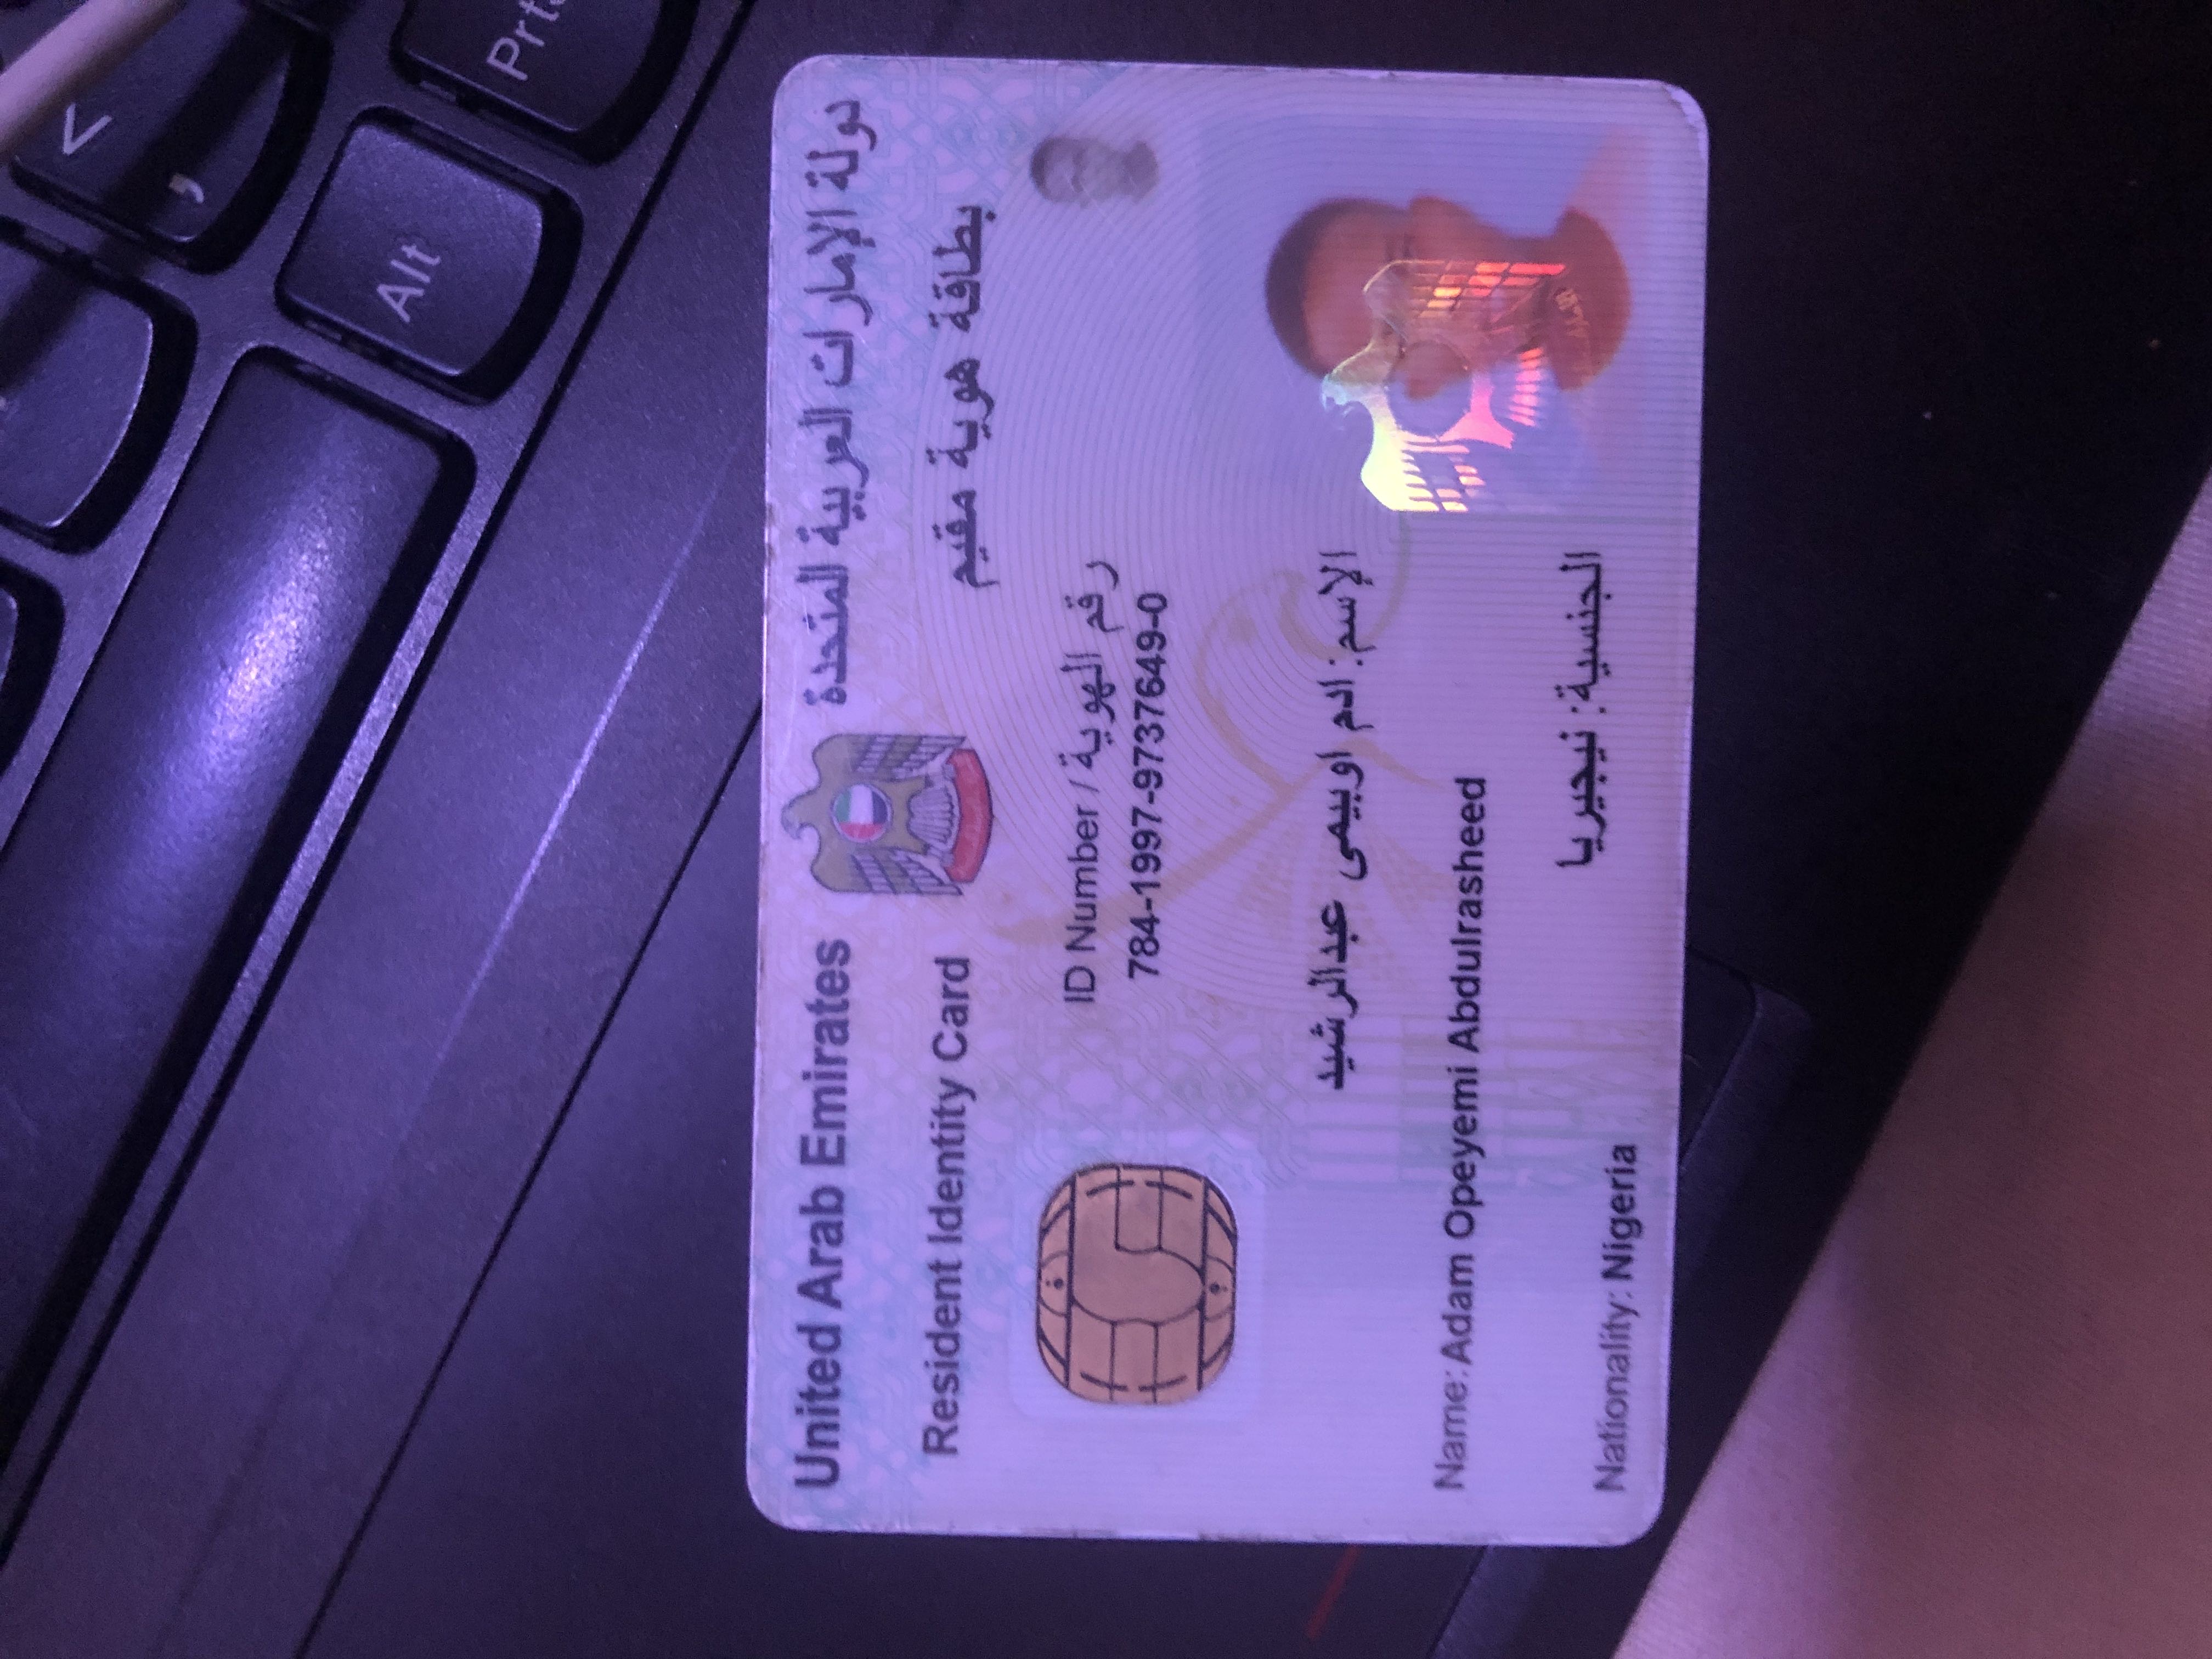 <
,
Alt
United Arab Emirates
دولة الإمارات العربية المتحدة
Resident Identity Card
بطاقة هوية مقيم
ID Number / رقم الهوية
784-1997-9737649-0
الإسم: ادم اوبيمى عبدالرشيد
Name: Adam Opeyemi Abdulrasheed
الجنسية: نيجيريا
Nationality: Nigeria